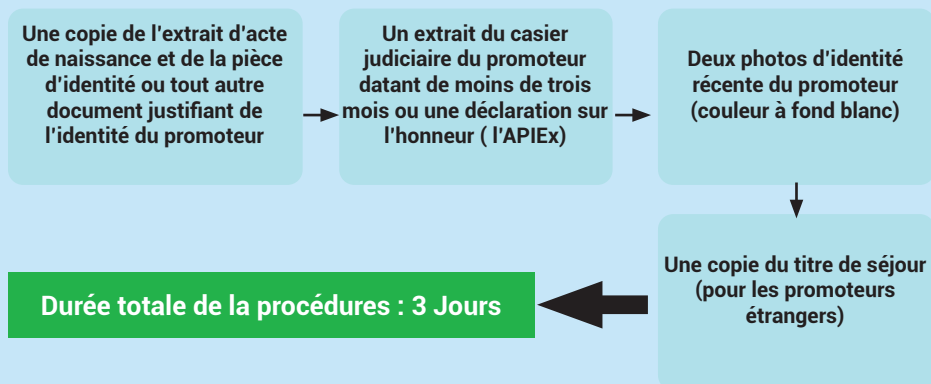 Une copie de l’extrait d’acte
de naissance et de la pièce
d’identité ou tout autre
document justifiant de
l’identité du promoteur
Un extrait du casier
judiciaire du promoteur
datant de moins de trois
mois ou une déclaration sur
l’honneur ( l’APIEx)
Deux photos d’identité
récente du promoteur
(couleur à fond blanc)
Une copie du titre de séjour
(pour les promoteurs
étrangers)
Durée totale de la procédures : 3 Jours